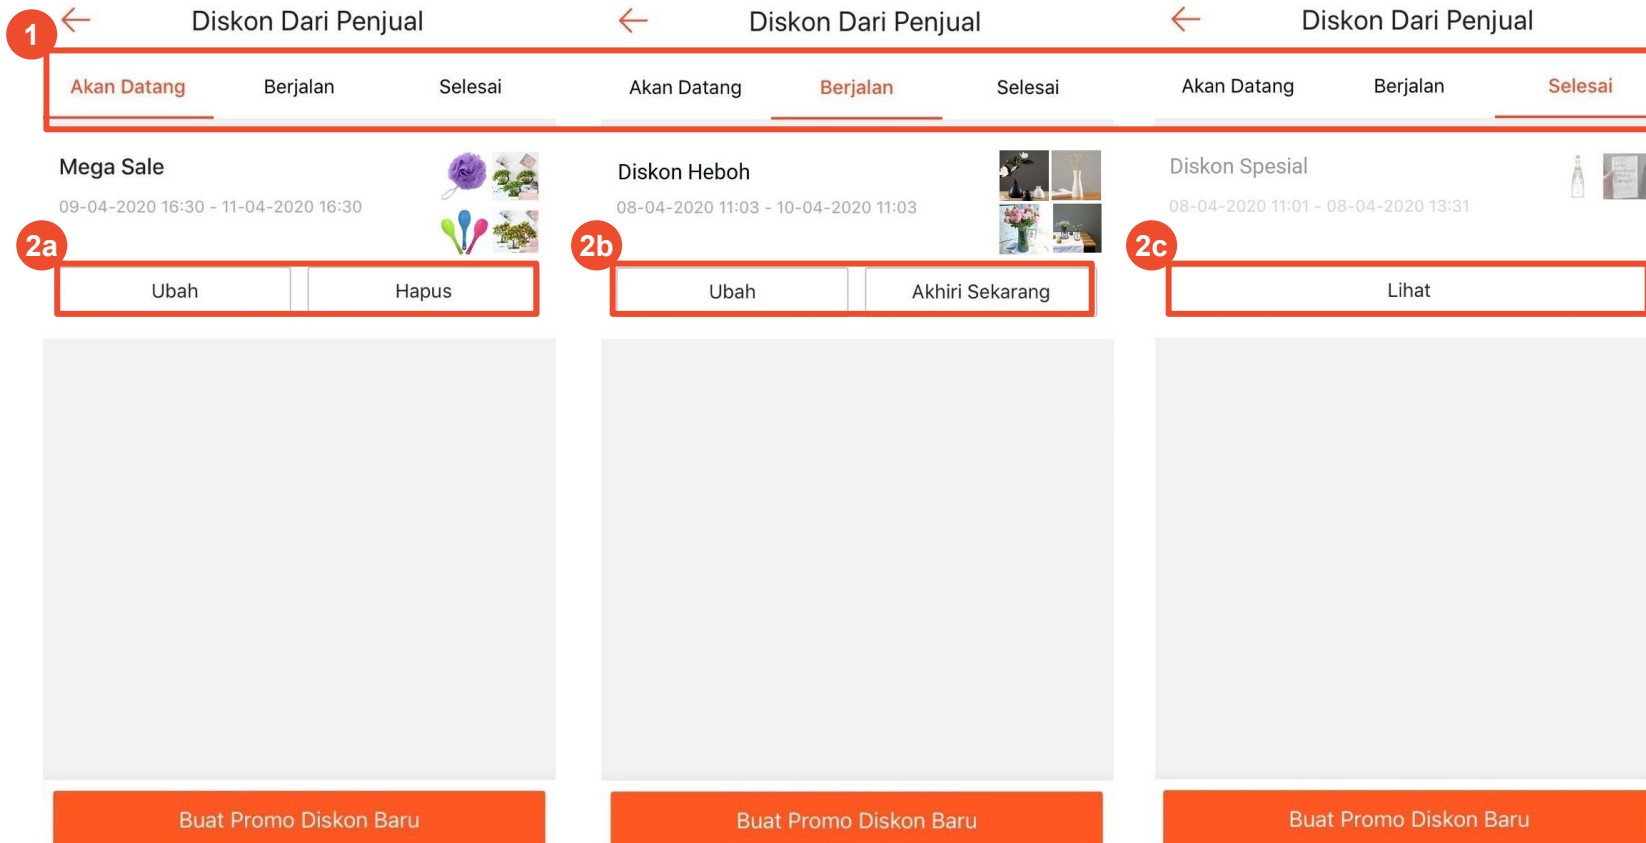 1
Diskon Dari Penjual
Akan Datang Berjalan Selesai
Mega Sale
09-04-2020 16:30 - 11-04-2020 16:30
2a
Ubah Hapus
Buat Promo Diskon Baru
Diskon Dari Penjual
Akan Datang Berjalan Selesai
Diskon Heboh
08-04-2020 11:03 - 10-04-2020 11:03
2b
Ubah Akhiri Sekarang
Buat Promo Diskon Baru
Diskon Dari Penjual
Akan Datang Berjalan Selesai
Diskon Spesial
08-04-2020 11:01 - 08-04-2020 13:31
2c
Lihat
Buat Promo Diskon Baru